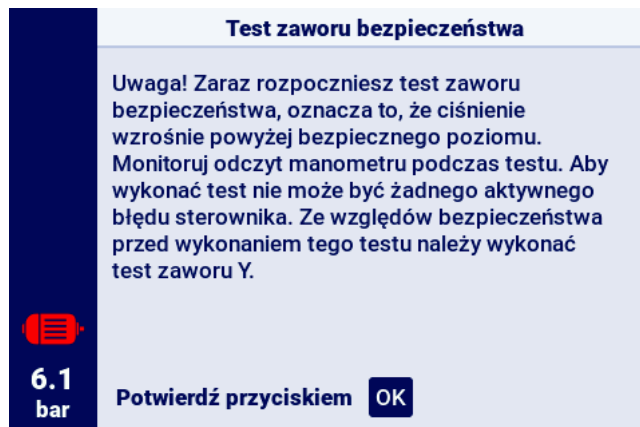 Test zaworu bezpieczeństwa
Uwaga! Zaraz rozpoczniesz test zaworu
bezpieczeństwa, oznacza to, że ciśnienie
wzrośnie powyżej bezpiecznego poziomu.
Monitoruj odczyt manometru podczas testu. Aby
wykonać test nie może być żadnego aktywnego
błędu sterownika. Ze względów bezpieczeństwa
przed wykonaniem tego testu należy wykonać
test zaworu Y.
6.1
bar
Potwierdź przyciskiem OK